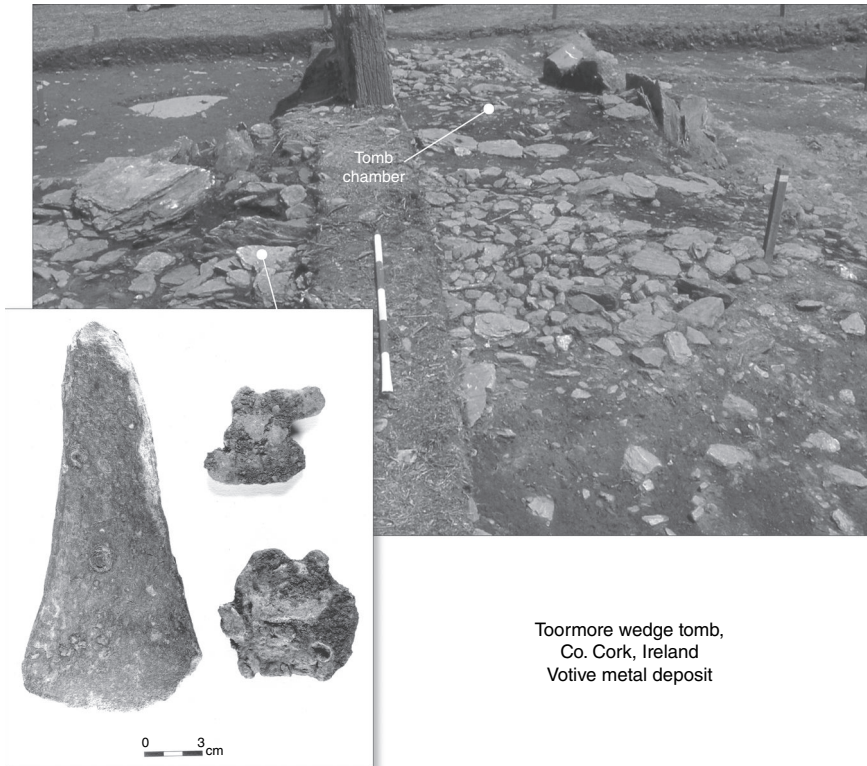 Tomb
chamber
0 3
cm
Toormore wedge tomb,
Co. Cork, Ireland
Votive metal deposit